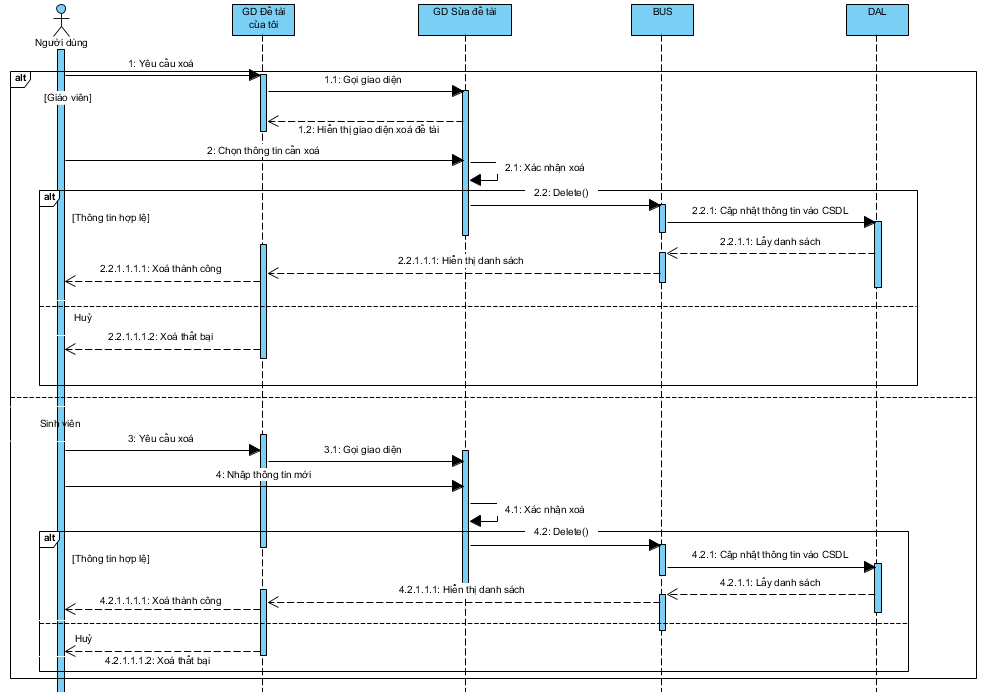 GD Đề tài
của tôi
GD Sửa đề tài
BUS
DAL
Người dùng
alt
1: Yêu cầu xoá
[Giáo viên]
1.1: Gọi giao diện
1.2: Hiển thị giao diện xoá đề tài
2: Chọn thông tin cần xoá
2.1: Xác nhận xoá
alt
2.2: Delete()
[Thông tin hợp lệ]
2.2.1: Cập nhật thông tin vào CSDL
2.2.1.1: Lấy danh sách
2.2.1.1.1: Hiển thị danh sách
2.2.1.1.1.1: Xoá thành công
Huỷ
2.2.1.1.1.2: Xoá thất bại
Sinh viên
3: Yêu cầu xoá
3.1: Gọi giao diện
4: Nhập thông tin mới
4.1: Xác nhận xoá
alt
4.2: Delete()
[Thông tin hợp lệ]
4.2.1: Cập nhật thông tin vào CSDL
4.2.1.1: Lấy danh sách
4.2.1.1.1: Hiển thị danh sách
4.2.1.1.1.1: Xoá thành công
Huỷ
4.2.1.1.1.2: Xoá thất bại